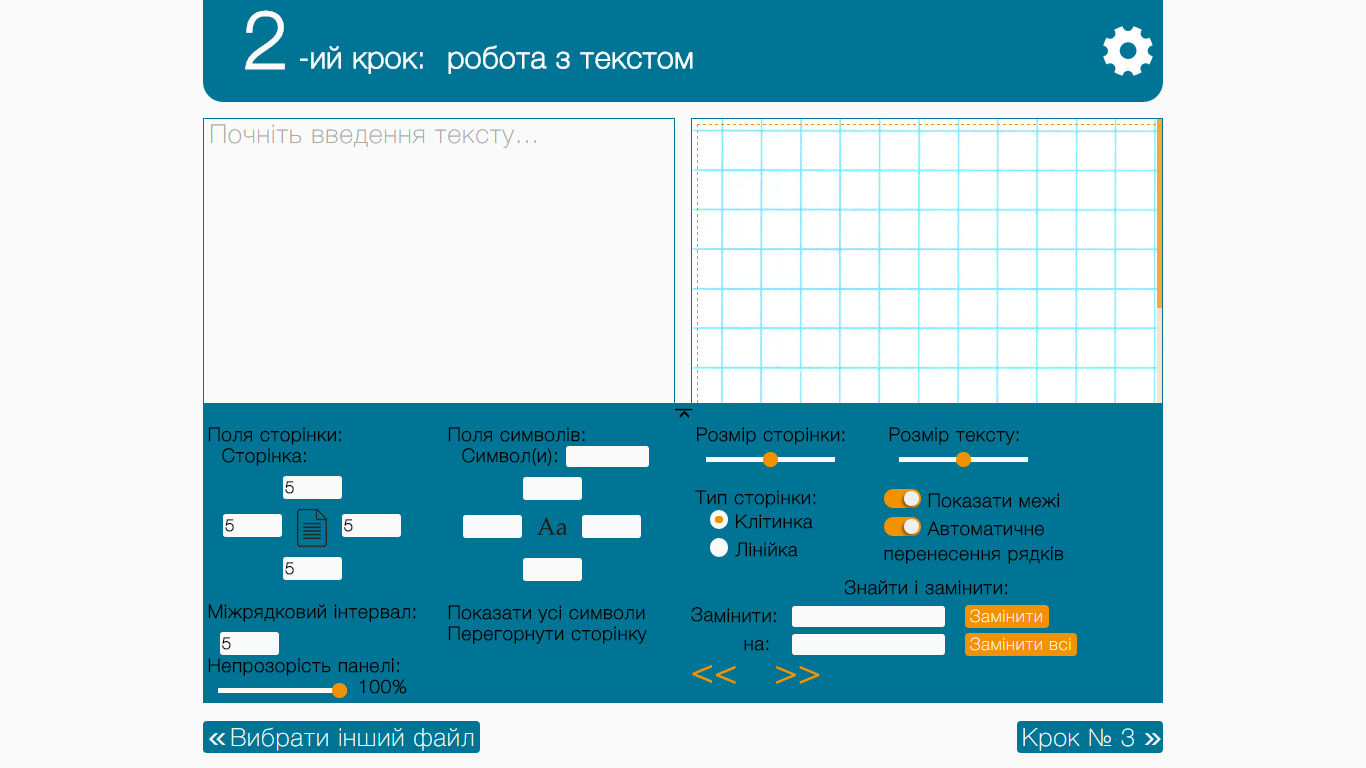 2 -ий крок: робота з текстом
Почніть введення тексту...
Поля сторінки:
Сторінка:
5
5
5
5
Міжрядковий інтервал:
5
Непрозорість панелі:
100%
Поля символів:
Символ(и):
Aa
Показати усі символи
Перегорнути сторінку
Розмір сторінки:
Розмір тексту:
Тип сторінки:
Клітинка
Лінійка
Показати межі
Автоматичне
перенесення рядків
Знайти і замінити:
Замінити:
Замінити
на:
Замінити всі
<< >>
«Вибрати інший файл
Крок № 3 »